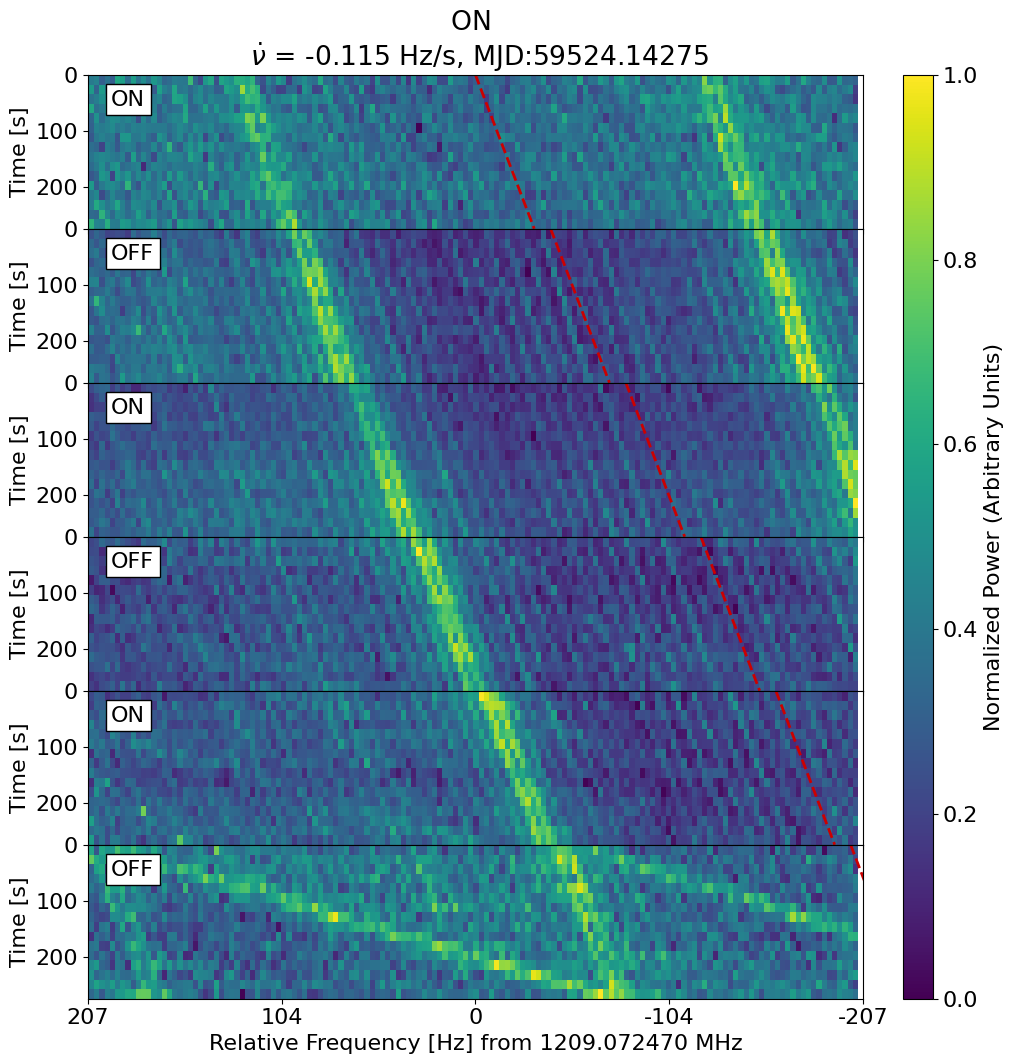 ON
ν̇ = -0.115 Hz/s, MJD:59524.14275
0
ON
100
200
Time [s]
0
OFF
100
200
Time [s]
0
ON
100
200
Time [s]
0
OFF
100
200
Time [s]
0
ON
100
200
Time [s]
0
OFF
100
200
Time [s]
207 104 0 -104 -207
Relative Frequency [Hz] from 1209.072470 MHz
1.0
0.8
0.6
0.4
0.2
0.0
Normalized Power (Arbitrary Units)